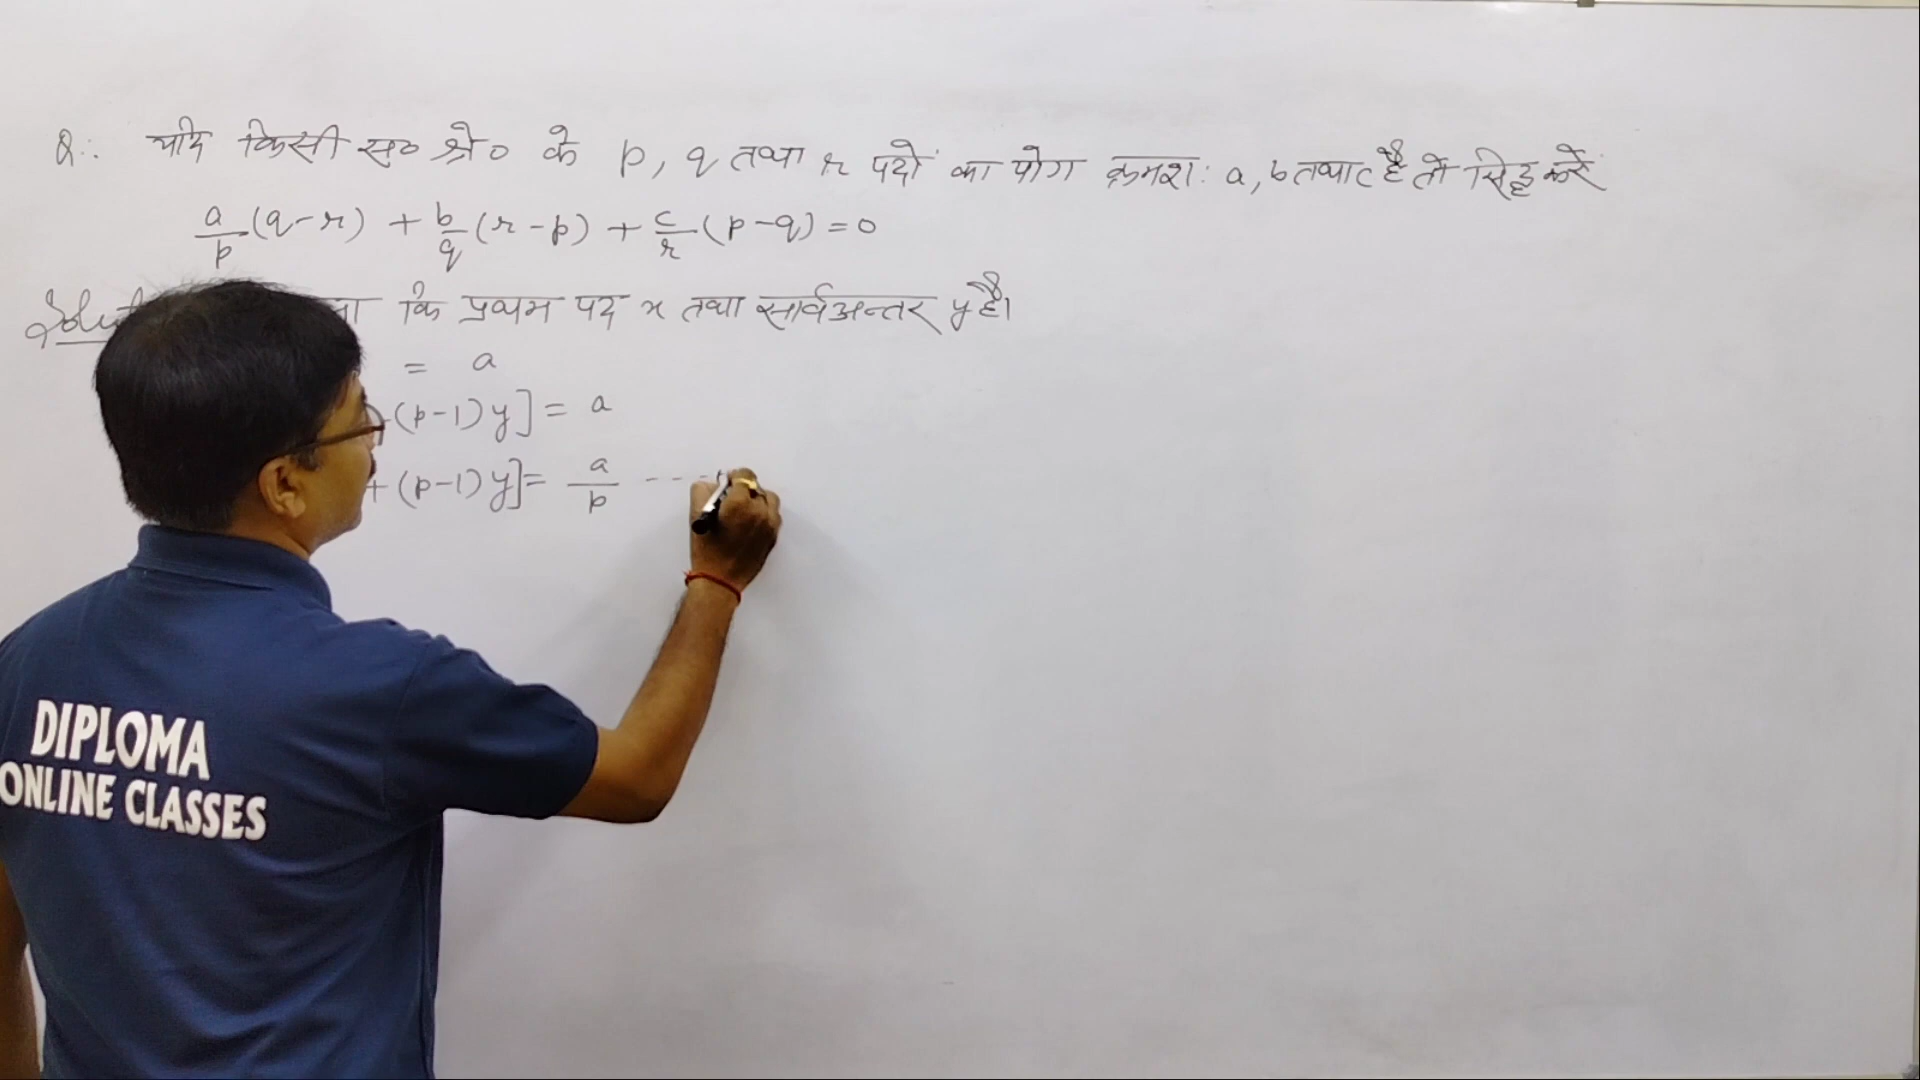 Q:. यदि किसी स० श्रे० के p, q तथा r पदों का योग क्रमश: a, b तथा c है तो सिद्ध करें
a/p (q-r) + b/q (r-p) + c/r (p-q) = 0
कि प्रथम पद x तथा सार्वअन्तर y है।
= a
(p-1) y] = a
+ (p-1) y] = a/p ---
DIPLOMA
ONLINE CLASSES